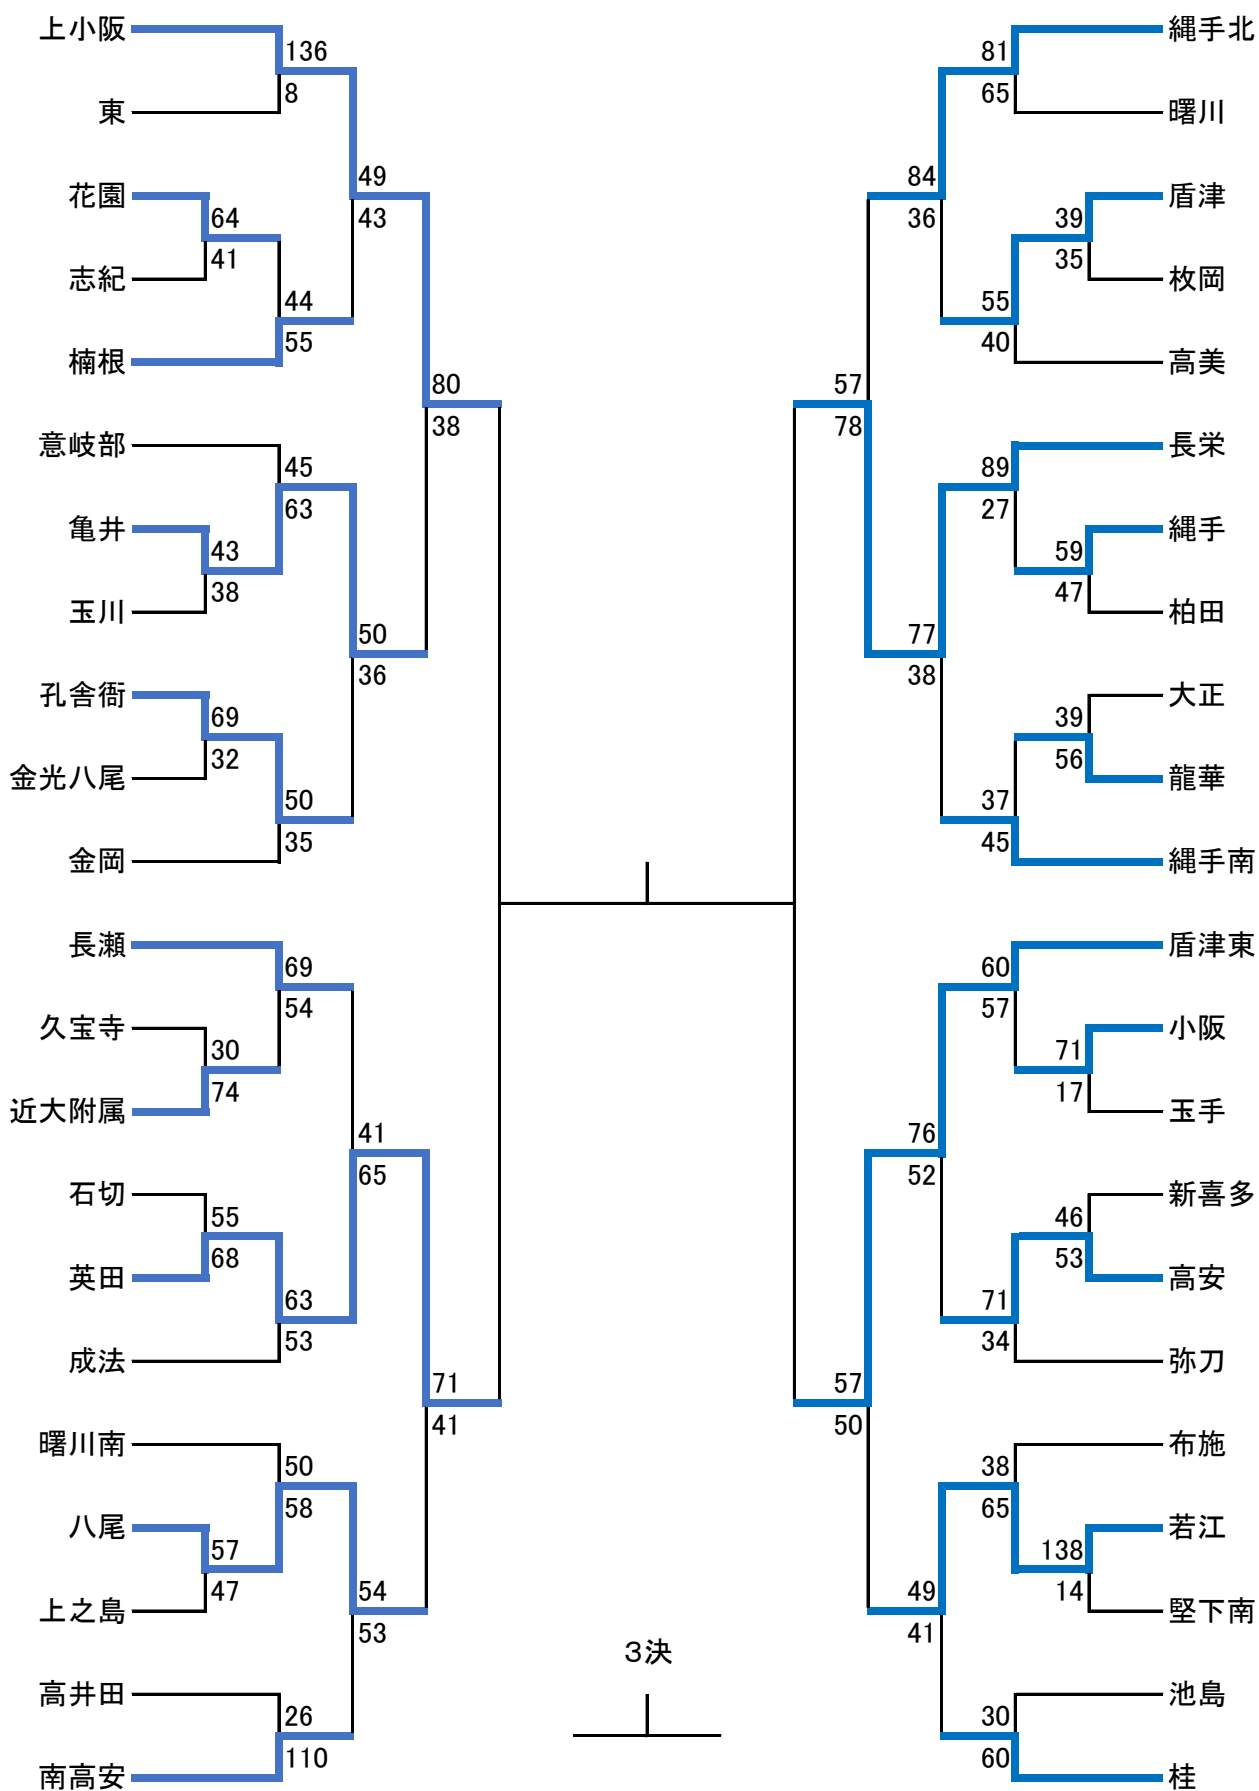 上小阪
136
8
東
花園
64
41
志紀
44
55
楠根
49
43
意岐部
45
63
亀井
43
38
玉川
50
36
孔舎衙
69
32
金光八尾
50
35
金岡
80
38
長瀬
69
54
久宝寺
30
74
近大附属
41
65
石切
55
68
英田
63
53
成法
71
41
曙川南
50
58
八尾
57
47
上之島
54
53
高井田
26
110
南高安
縄手北
81
65
曙川
84
36
盾津
39
35
枚岡
55
40
高美
57
78
長栄
89
27
縄手
59
47
柏田
77
38
大正
39
56
龍華
37
45
縄手南
盾津東
60
57
小阪
71
17
玉手
76
52
新喜多
46
53
高安
71
34
弥刀
57
50
布施
38
65
若江
138
14
堅下南
49
41
池島
30
60
桂
3決